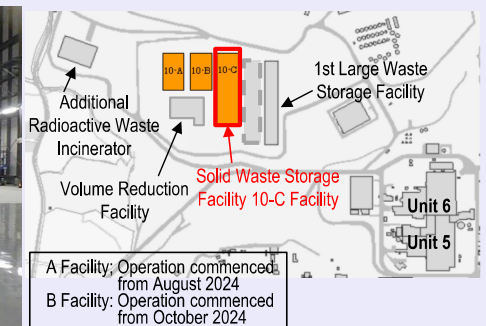 10-A
10-B
10-C
1st Large Waste
Storage Facility
Additional
Radioactive Waste
Incinerator
Volume Reduction
Facility
Solid Waste Storage
Facility 10-C Facility
Unit 6
Unit 5
A Facility: Operation commenced
from August 2024
B Facility: Operation commenced
from October 2024